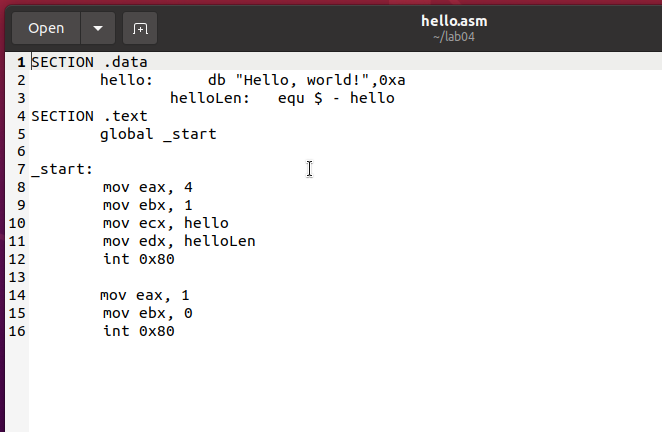 Open
hello.asm
~/lab04
1 SECTION .data
2 hello: db "Hello, world!",0xa
3 helloLen: equ $ - hello
4 SECTION .text
5 global _start
6
7 _start:
8 mov eax, 4
9 mov ebx, 1
10 mov ecx, hello
11 mov edx, helloLen
12 int 0x80
13
14 mov eax, 1
15 mov ebx, 0
16 int 0x80